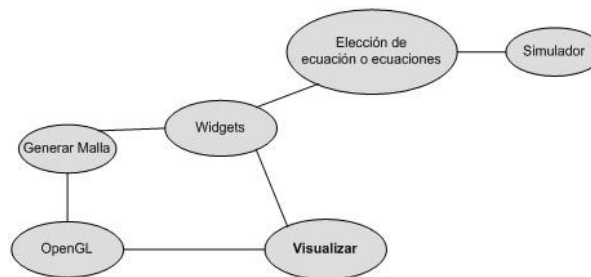 Elección de
ecuación o ecuaciones
Simulador
Widgets
Generar Malla
OpenGL
Visualizar